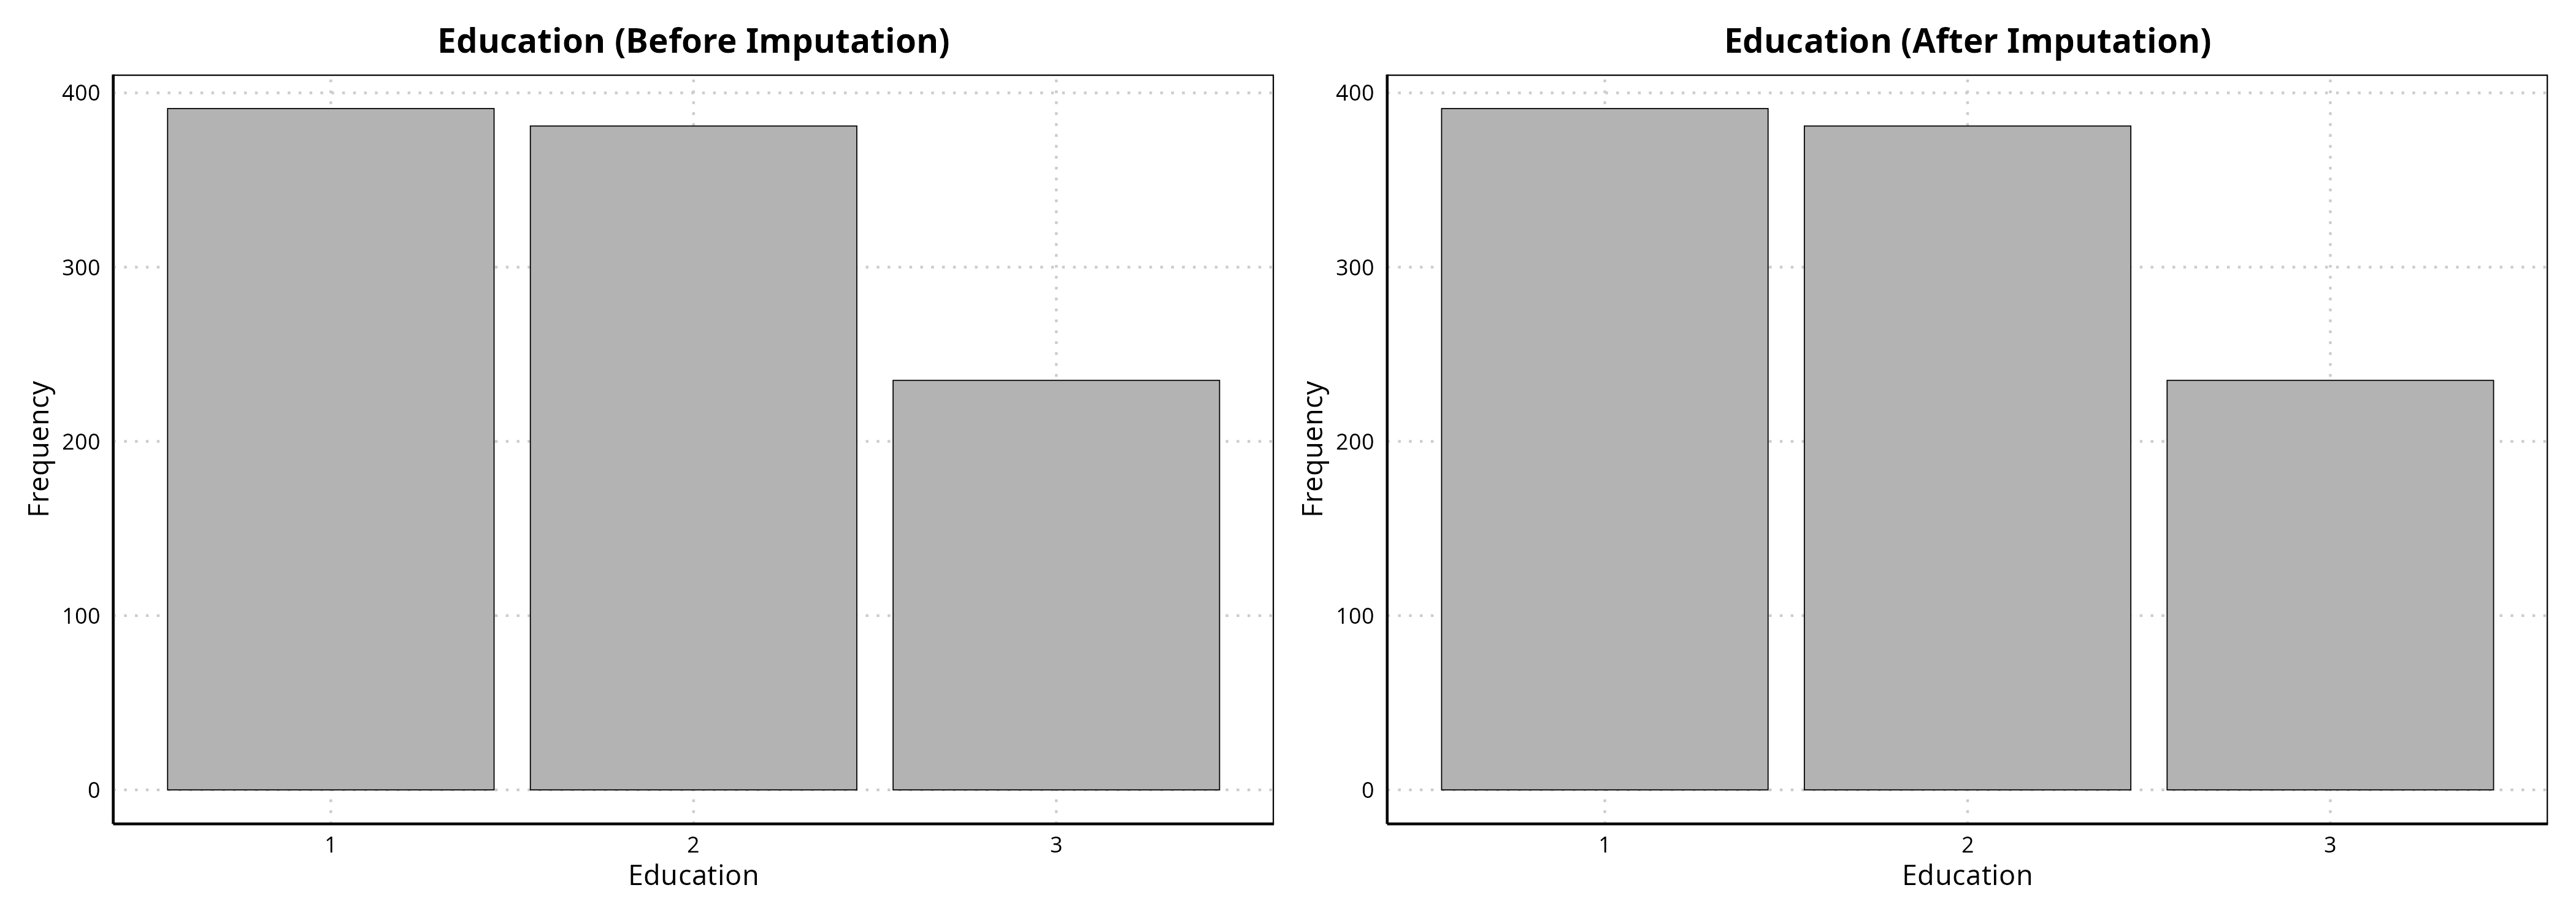 Education (Before Imputation)
400
300
200
100
0
Frequency
1 2 3
Education
Education (After Imputation)
400
300
200
100
0
Frequency
1 2 3
Education